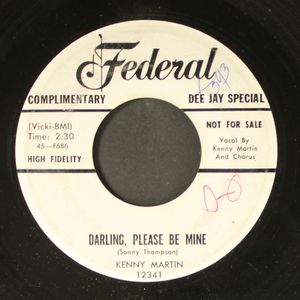 Federal
COMPLIMENTARY
DEE JAY SPECIAL
(Vicki-BMI)
Time: 2:30
45—F686
HIGH FIDELITY
NOT FOR SALE
Vocal By
Kenny Martin
And Chorus
DARLING, PLEASE BE MINE
(Sonny Thompson)
KENNY MARTIN
12341